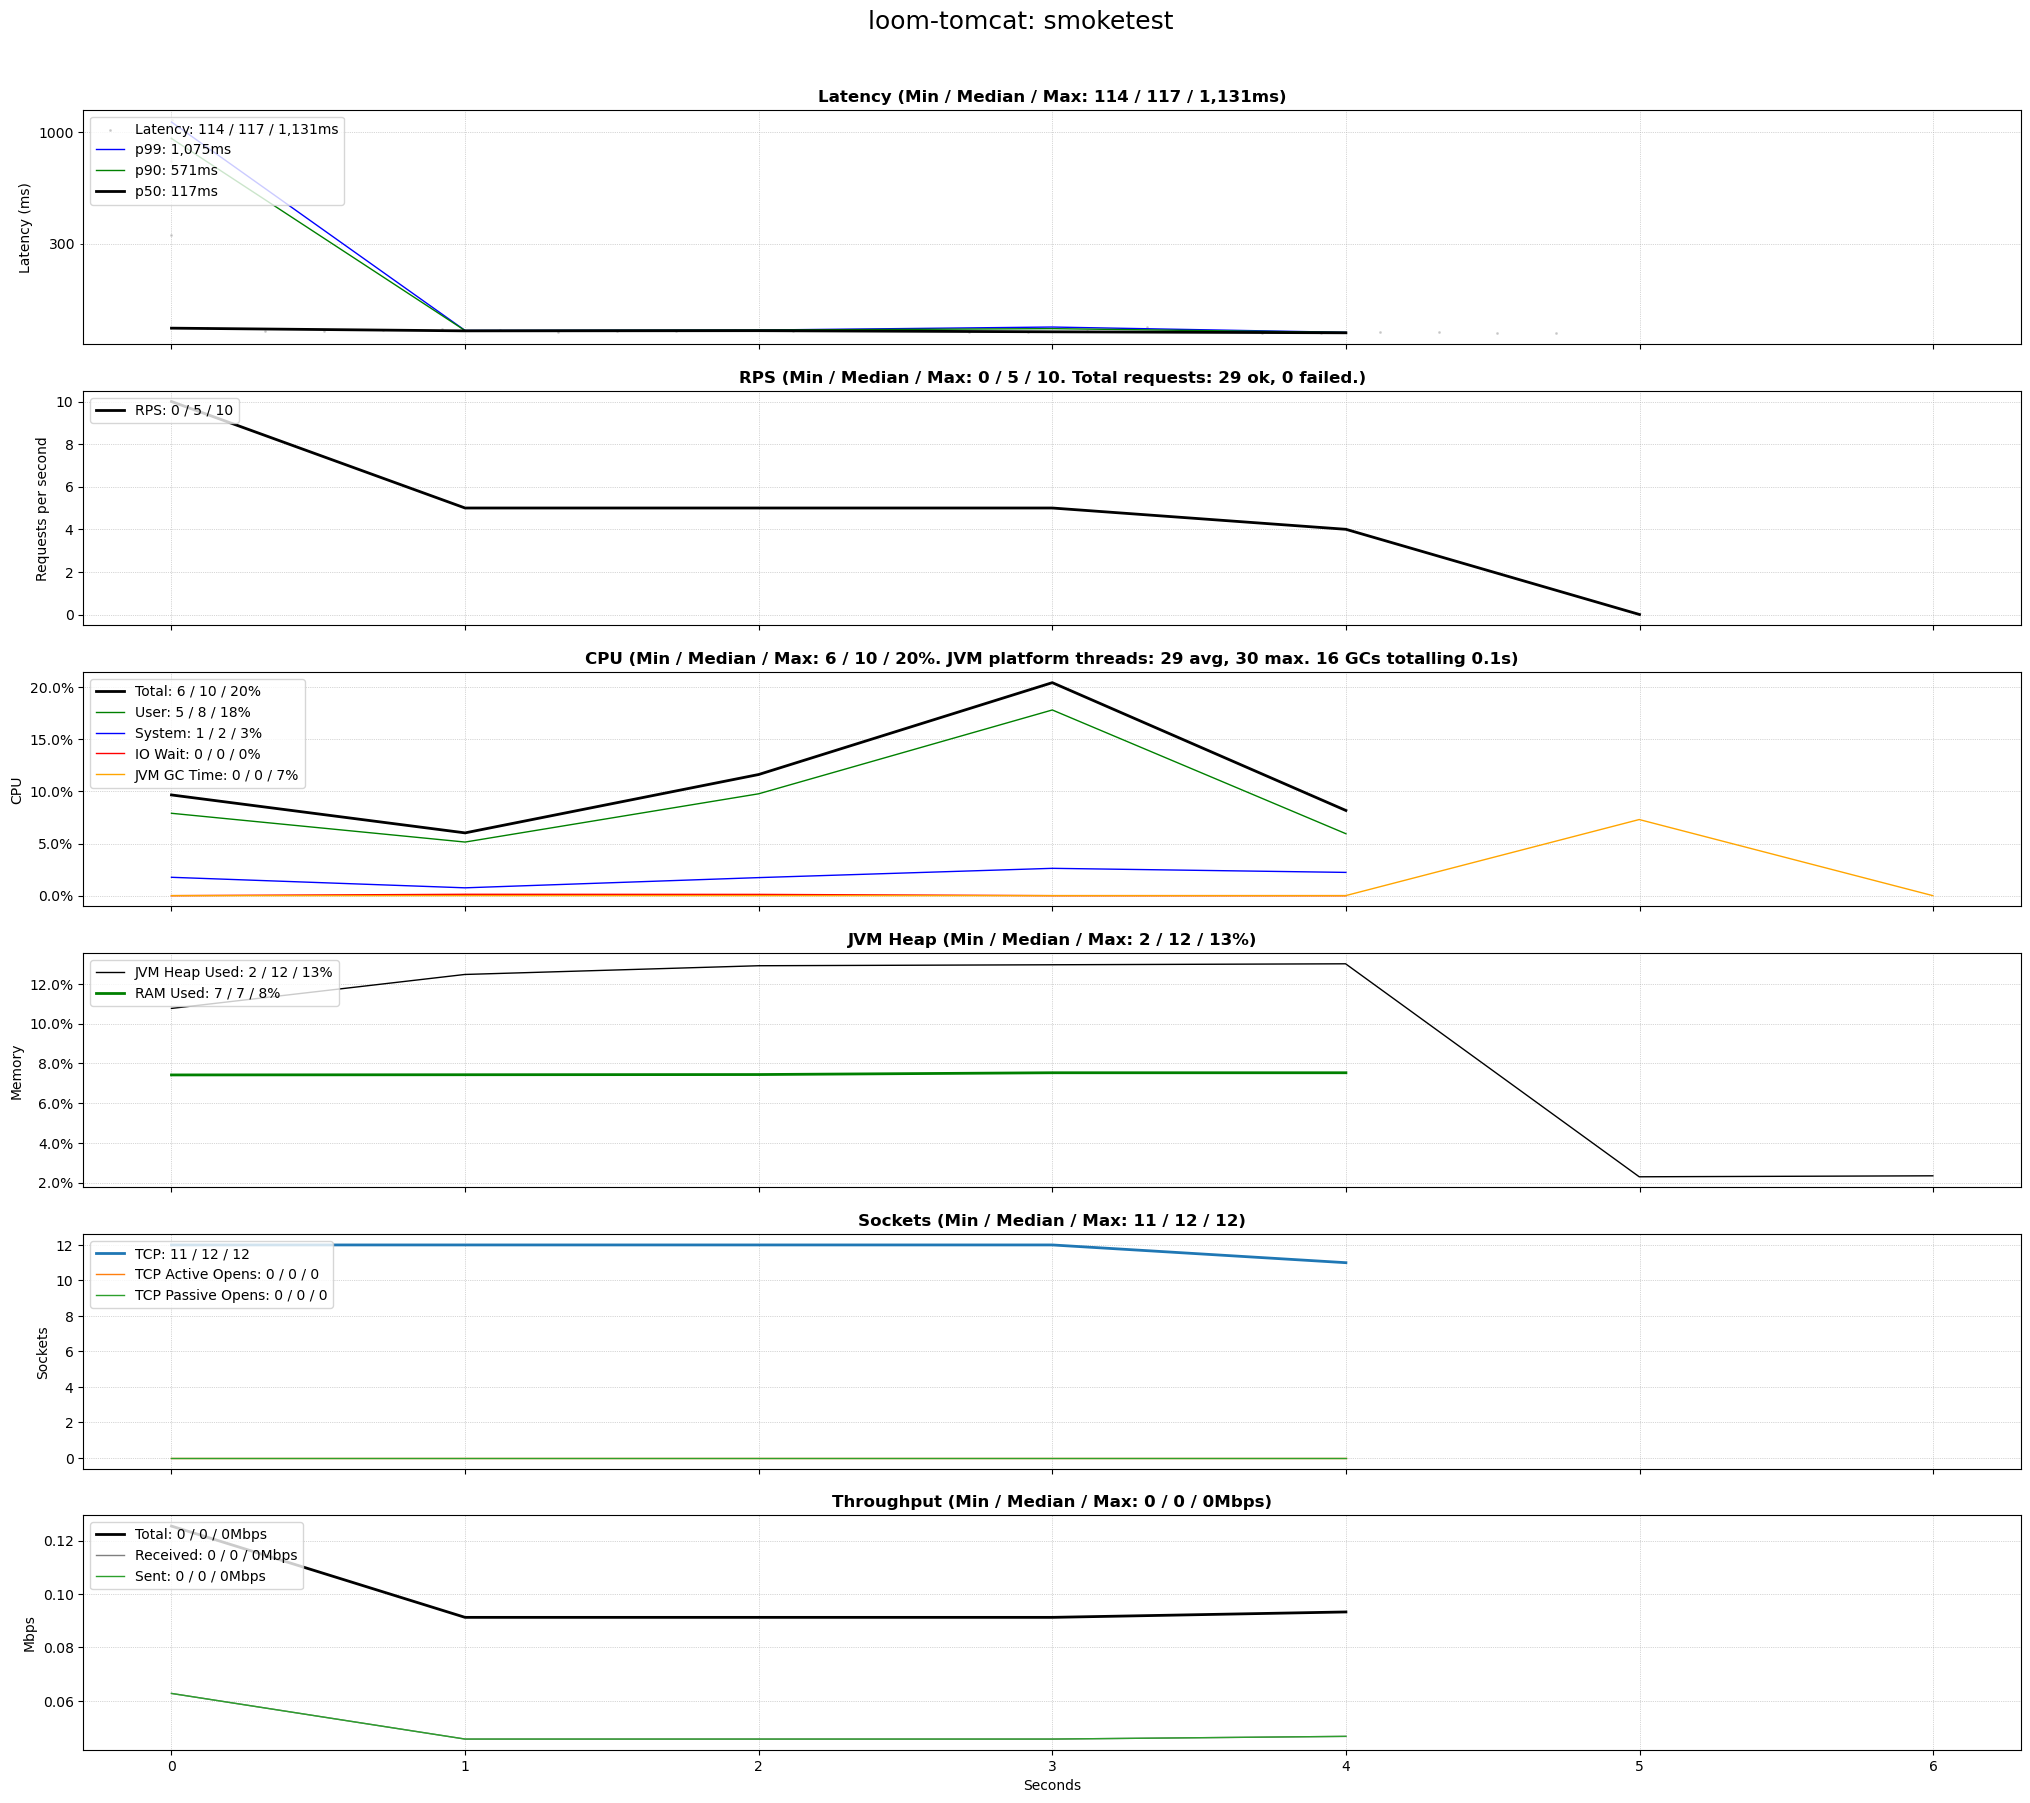 loom-tomcat: smoketest
Latency (Min / Median / Max: 114 / 117 / 1,131ms)
Latency: 114 / 117 / 1,131ms
p99: 1,075ms
p90: 571ms
p50: 117ms
1000
300
Latency (ms)
RPS (Min / Median / Max: 0 / 5 / 10. Total requests: 29 ok, 0 failed.)
RPS: 0 / 5 / 10
10
8
6
4
2
0
Requests per second
CPU (Min / Median / Max: 6 / 10 / 20%. JVM platform threads: 29 avg, 30 max. 16 GCs totalling 0.1s)
Total: 6 / 10 / 20%
User: 5 / 8 / 18%
System: 1 / 2 / 3%
IO Wait: 0 / 0 / 0%
JVM GC Time: 0 / 0 / 7%
20.0%
15.0%
10.0%
5.0%
0.0%
CPU
JVM Heap (Min / Median / Max: 2 / 12 / 13%)
JVM Heap Used: 2 / 12 / 13%
RAM Used: 7 / 7 / 8%
12.0%
10.0%
8.0%
6.0%
4.0%
2.0%
Memory
Sockets (Min / Median / Max: 11 / 12 / 12)
TCP: 11 / 12 / 12
TCP Active Opens: 0 / 0 / 0
TCP Passive Opens: 0 / 0 / 0
12
10
8
6
4
2
0
Sockets
Throughput (Min / Median / Max: 0 / 0 / 0Mbps)
Total: 0 / 0 / 0Mbps
Received: 0 / 0 / 0Mbps
Sent: 0 / 0 / 0Mbps
0.12
0.10
0.08
0.06
Mbps
0 1 2 3 4 5 6
Seconds